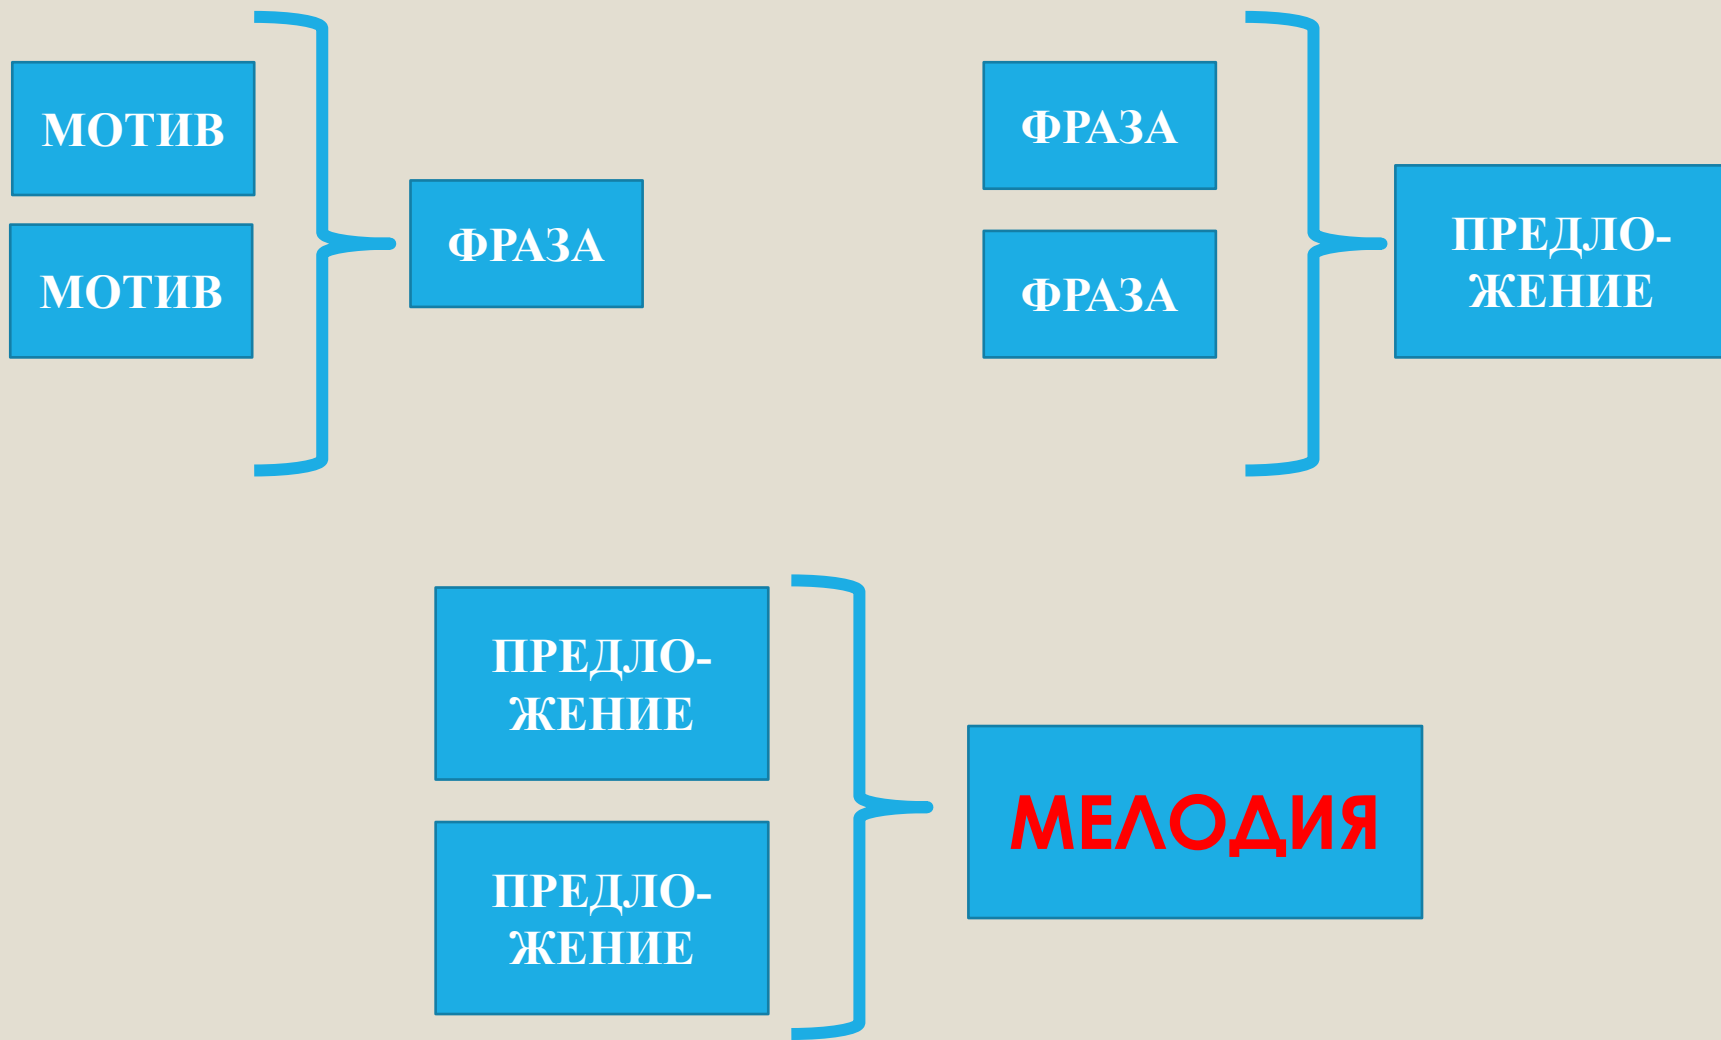 МОТИВ
МОТИВ
ФРАЗА
ФРАЗА
ФРАЗА
ПРЕДЛО-
ЖЕНИЕ
ПРЕДЛО-
ЖЕНИЕ
ПРЕДЛО-
ЖЕНИЕ
МЕЛОДИЯ